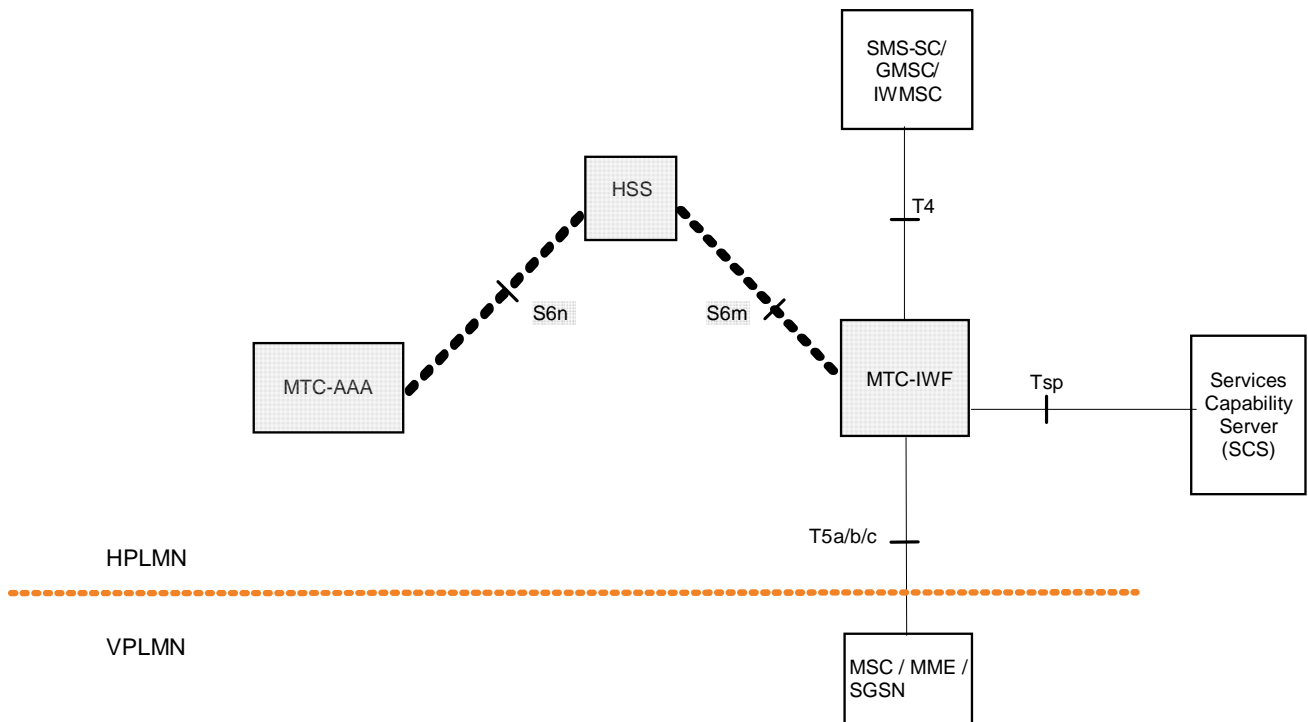 SMS-SC/
GMSC/
IWMSC
HSS
T4
S6n
S6m
MTC-AAA
MTC-IWF
Tsp
Services
Capability
Server
(SCS)
T5a/b/c
HPLMN
VPLMN
MSC / MME /
SGSN